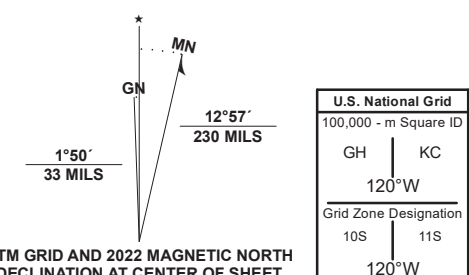 ★
MN
GN
12°57´
230 MILS
1°50´
33 MILS
TM GRID AND 2022 MAGNETIC NORTH
DECLINATION AT CENTER OF SHEET
U.S. National Grid
100,000 - m Square ID
GH KC
120°W
Grid Zone Designation
10S 11S
120°W